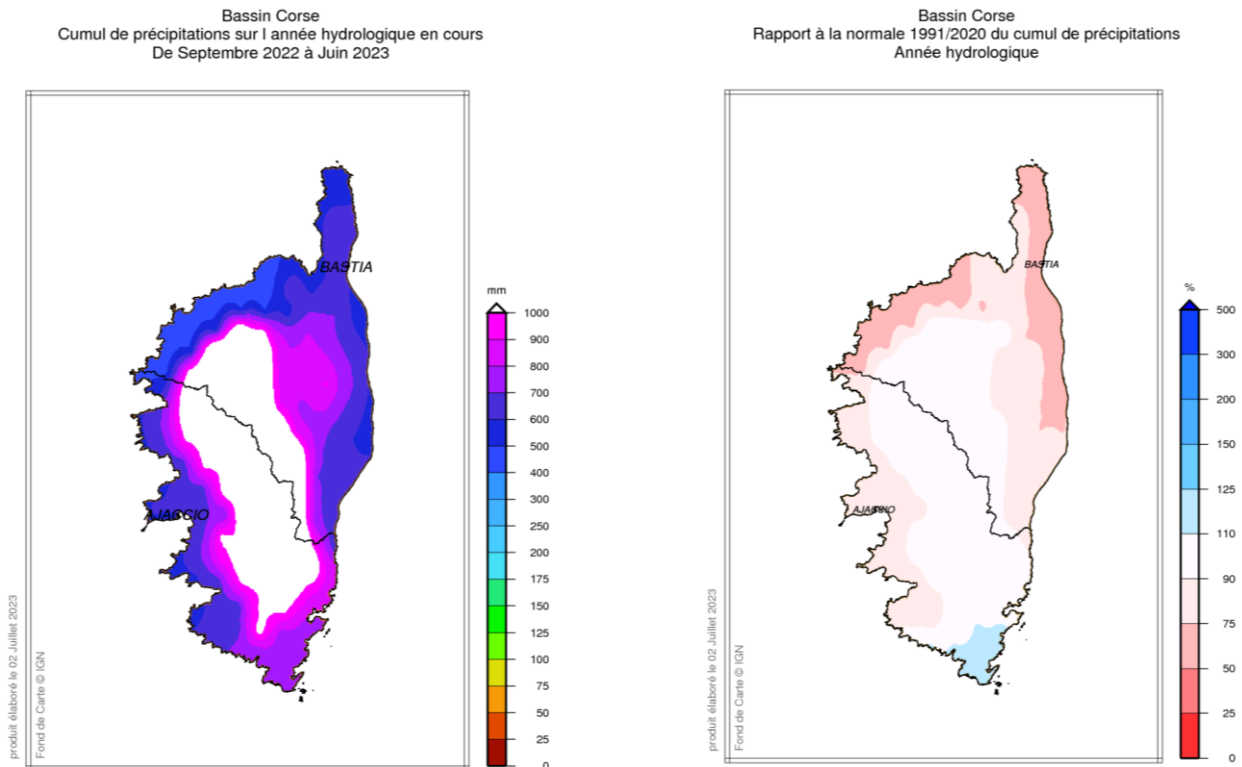 Bassin Corse
Cumul de précipitations sur l année hydrologique en cours
De Septembre 2022 à Juin 2023
BASTIA
AJACCIO
mm
1000
900
800
700
600
500
400
300
250
200
175
150
125
100
75
50
25
0
produit élaboré le 02 Juillet 2023
Fond de Carte © IGN
Bassin Corse
Rapport à la normale 1991/2020 du cumul de précipitations
Année hydrologique
BASTIA
AJACCIO
%
500
300
200
150
125
110
90
75
50
25
0
produit élaboré le 02 Juillet 2023
Fond de Carte © IGN